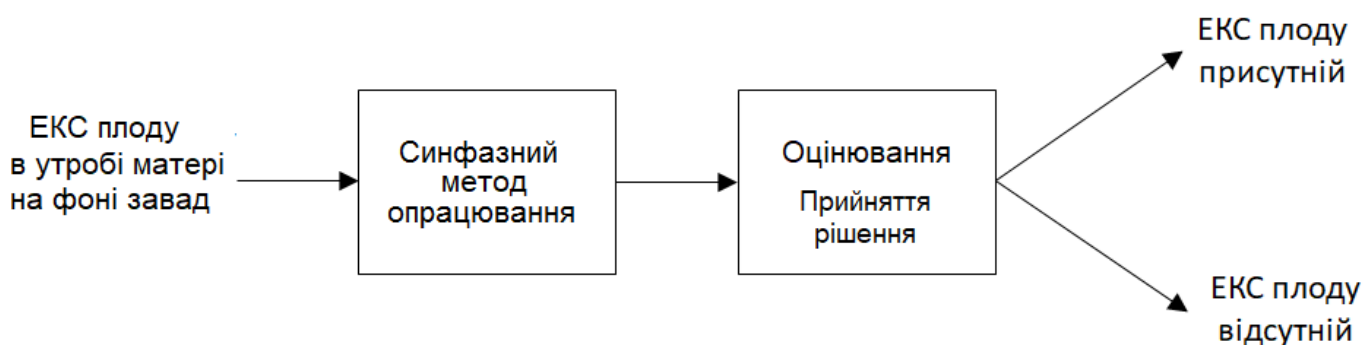 ЕКС плоду
в утробі матері
на фоні завад
Синфазний
метод
опрацювання
Оцінювання
Прийняття
рішення
ЕКС плоду
присутній
ЕКС плоду
відсутній